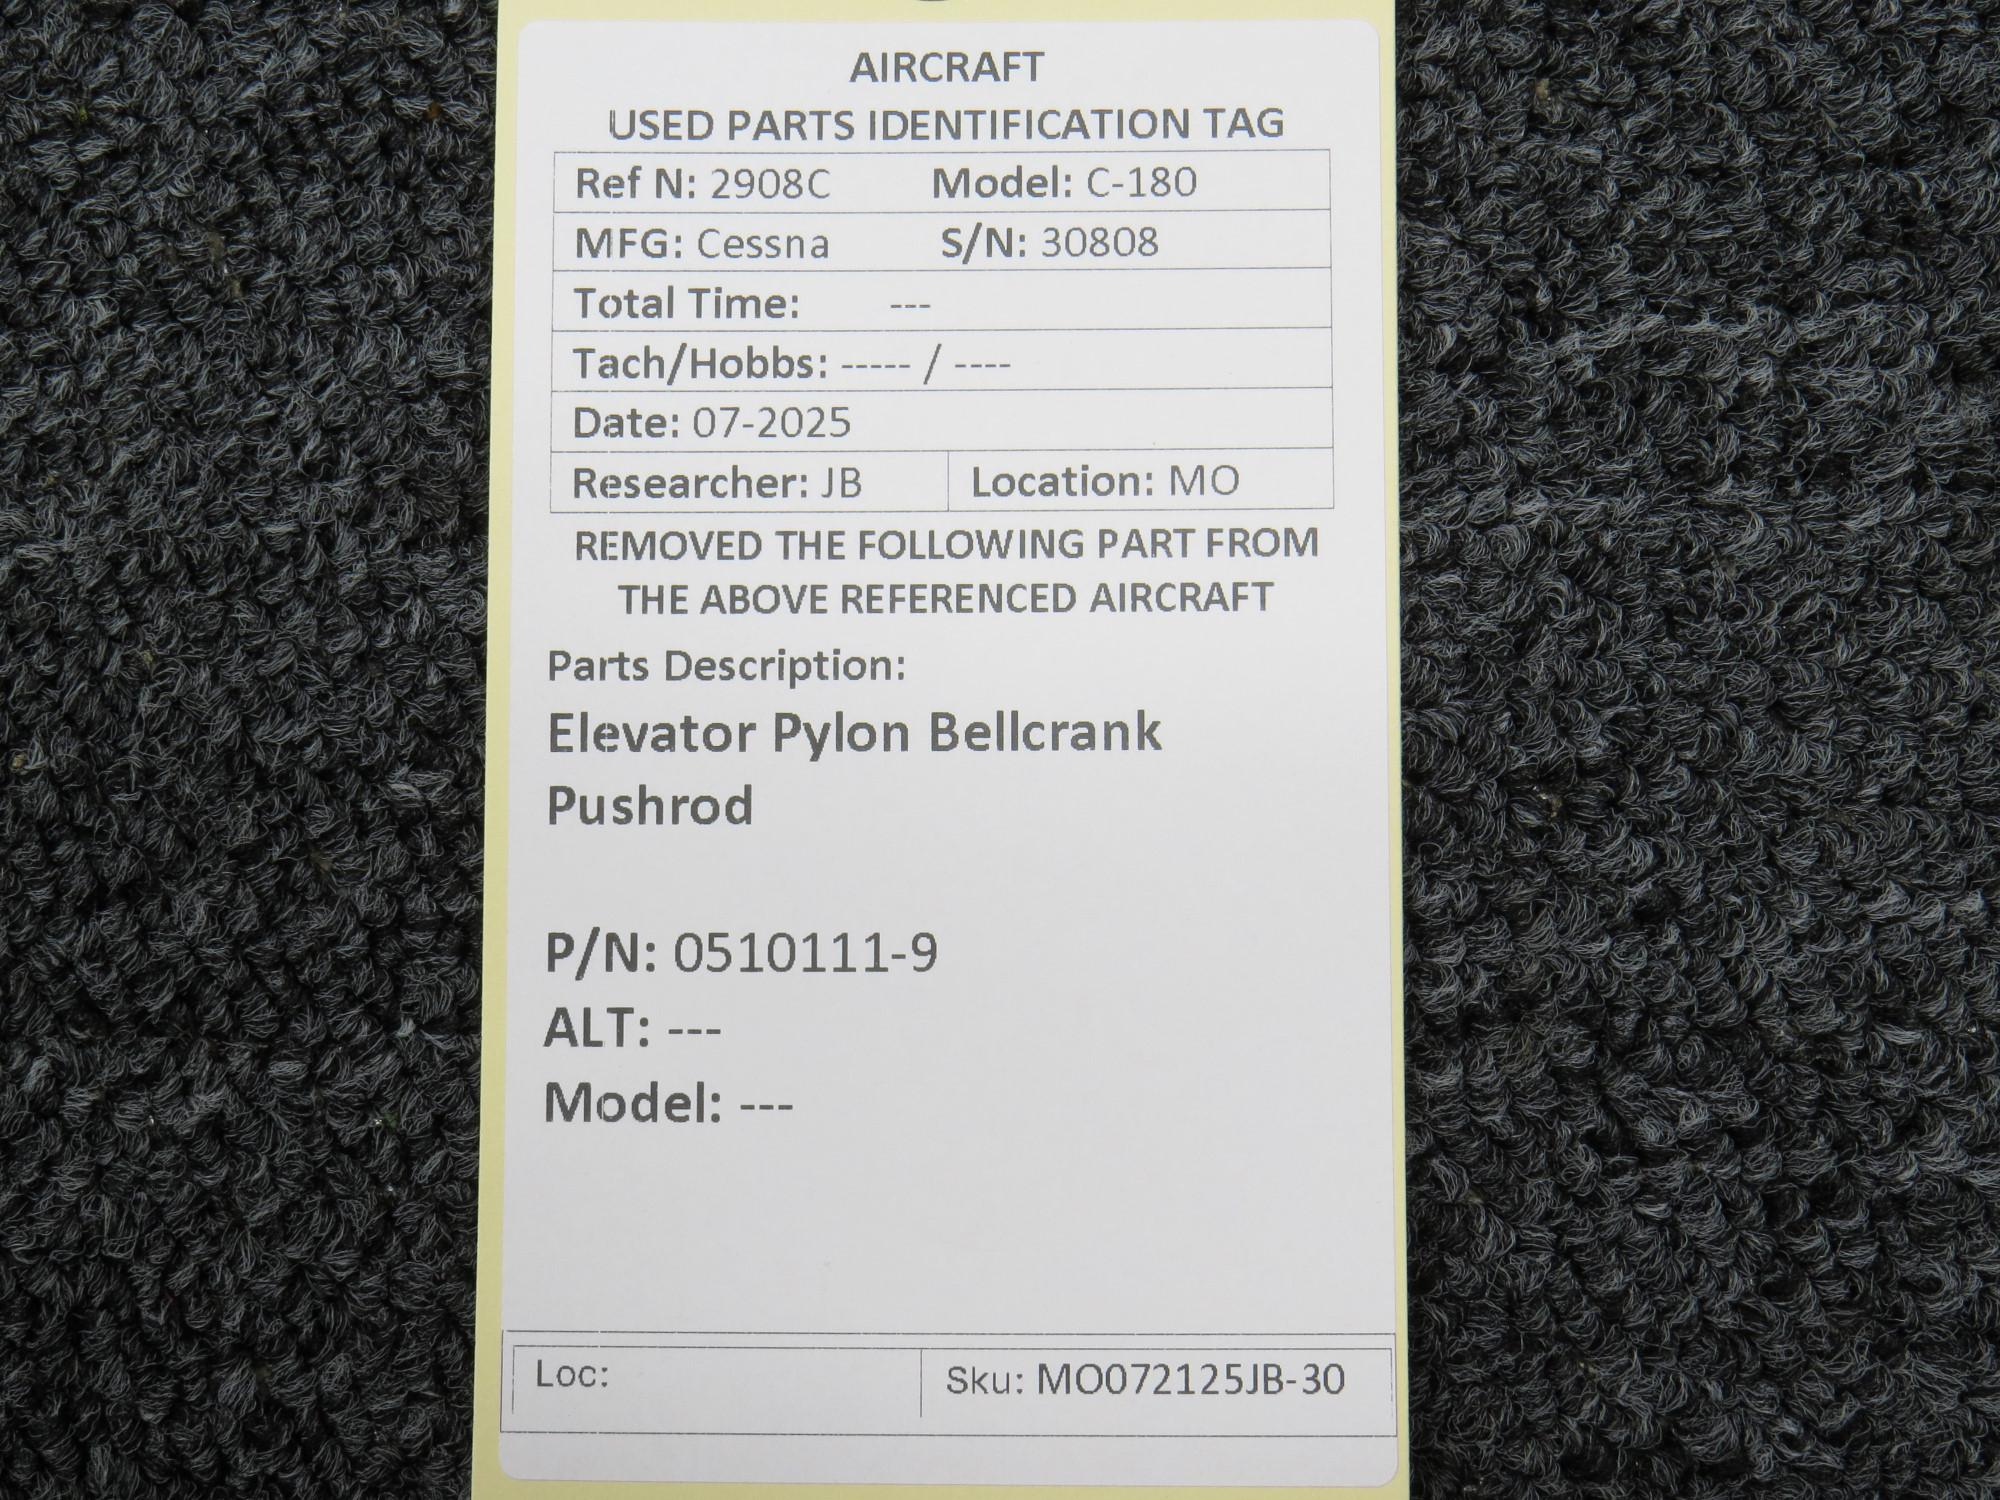 AIRCRAFT
USED PARTS IDENTIFICATION TAG
Ref N: 2908C Model: C-180
MFG: Cessna S/N: 30808
Total Time: ---
Tach/Hobbs: ----- / ----
Date: 07-2025
Researcher: JB Location: MO
REMOVED THE FOLLOWING PART FROM
THE ABOVE REFERENCED AIRCRAFT
Parts Description:
Elevator Pylon Bellcrank
Pushrod
P/N: 0510111-9
ALT: ---
Model: ---
Loc: Sku: MO072125JB-30